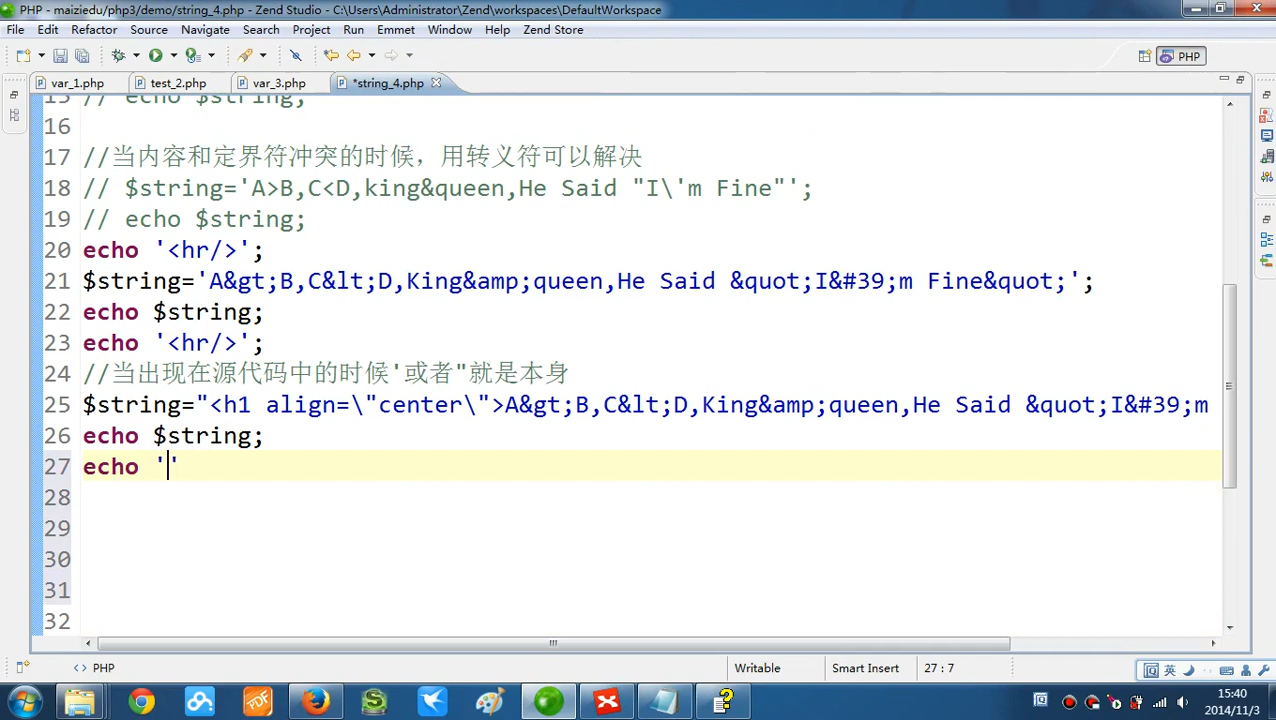 PHP - maiziedu/php3/demo/string_4.php - Zend Studio - C:\Users\Administrator\Zend\workspaces\DefaultWorkspace
File Edit Refactor Source Navigate Search Project Run Emmet Window Help Zend Store
PHP
var_1.php test_2.php var_3.php *string_4.php
15 // echo $string;
16
17 //当内容和定界符冲突的时候，用转义符可以解决
18 // $string='A>B,C<D,king&queen,He Said "I\'m Fine"';
19 // echo $string;
20 echo '<hr/>';
21 $string='A&gt;B,C&lt;D,King&amp;queen,He Said &quot;I&#39;m Fine&quot;';
22 echo $string;
23 echo '<hr/>';
24 //当出现在源代码中的时候'或者"就是本身
25 $string="<h1 align=\"center\">A&gt;B,C&lt;D,King&amp;queen,He Said &quot;I&#39;m
26 echo $string;
27 echo ''
28
29
30
31
32
<> PHP Writable Smart Insert 27 : 7
英
PDF
15:40
2014/11/3